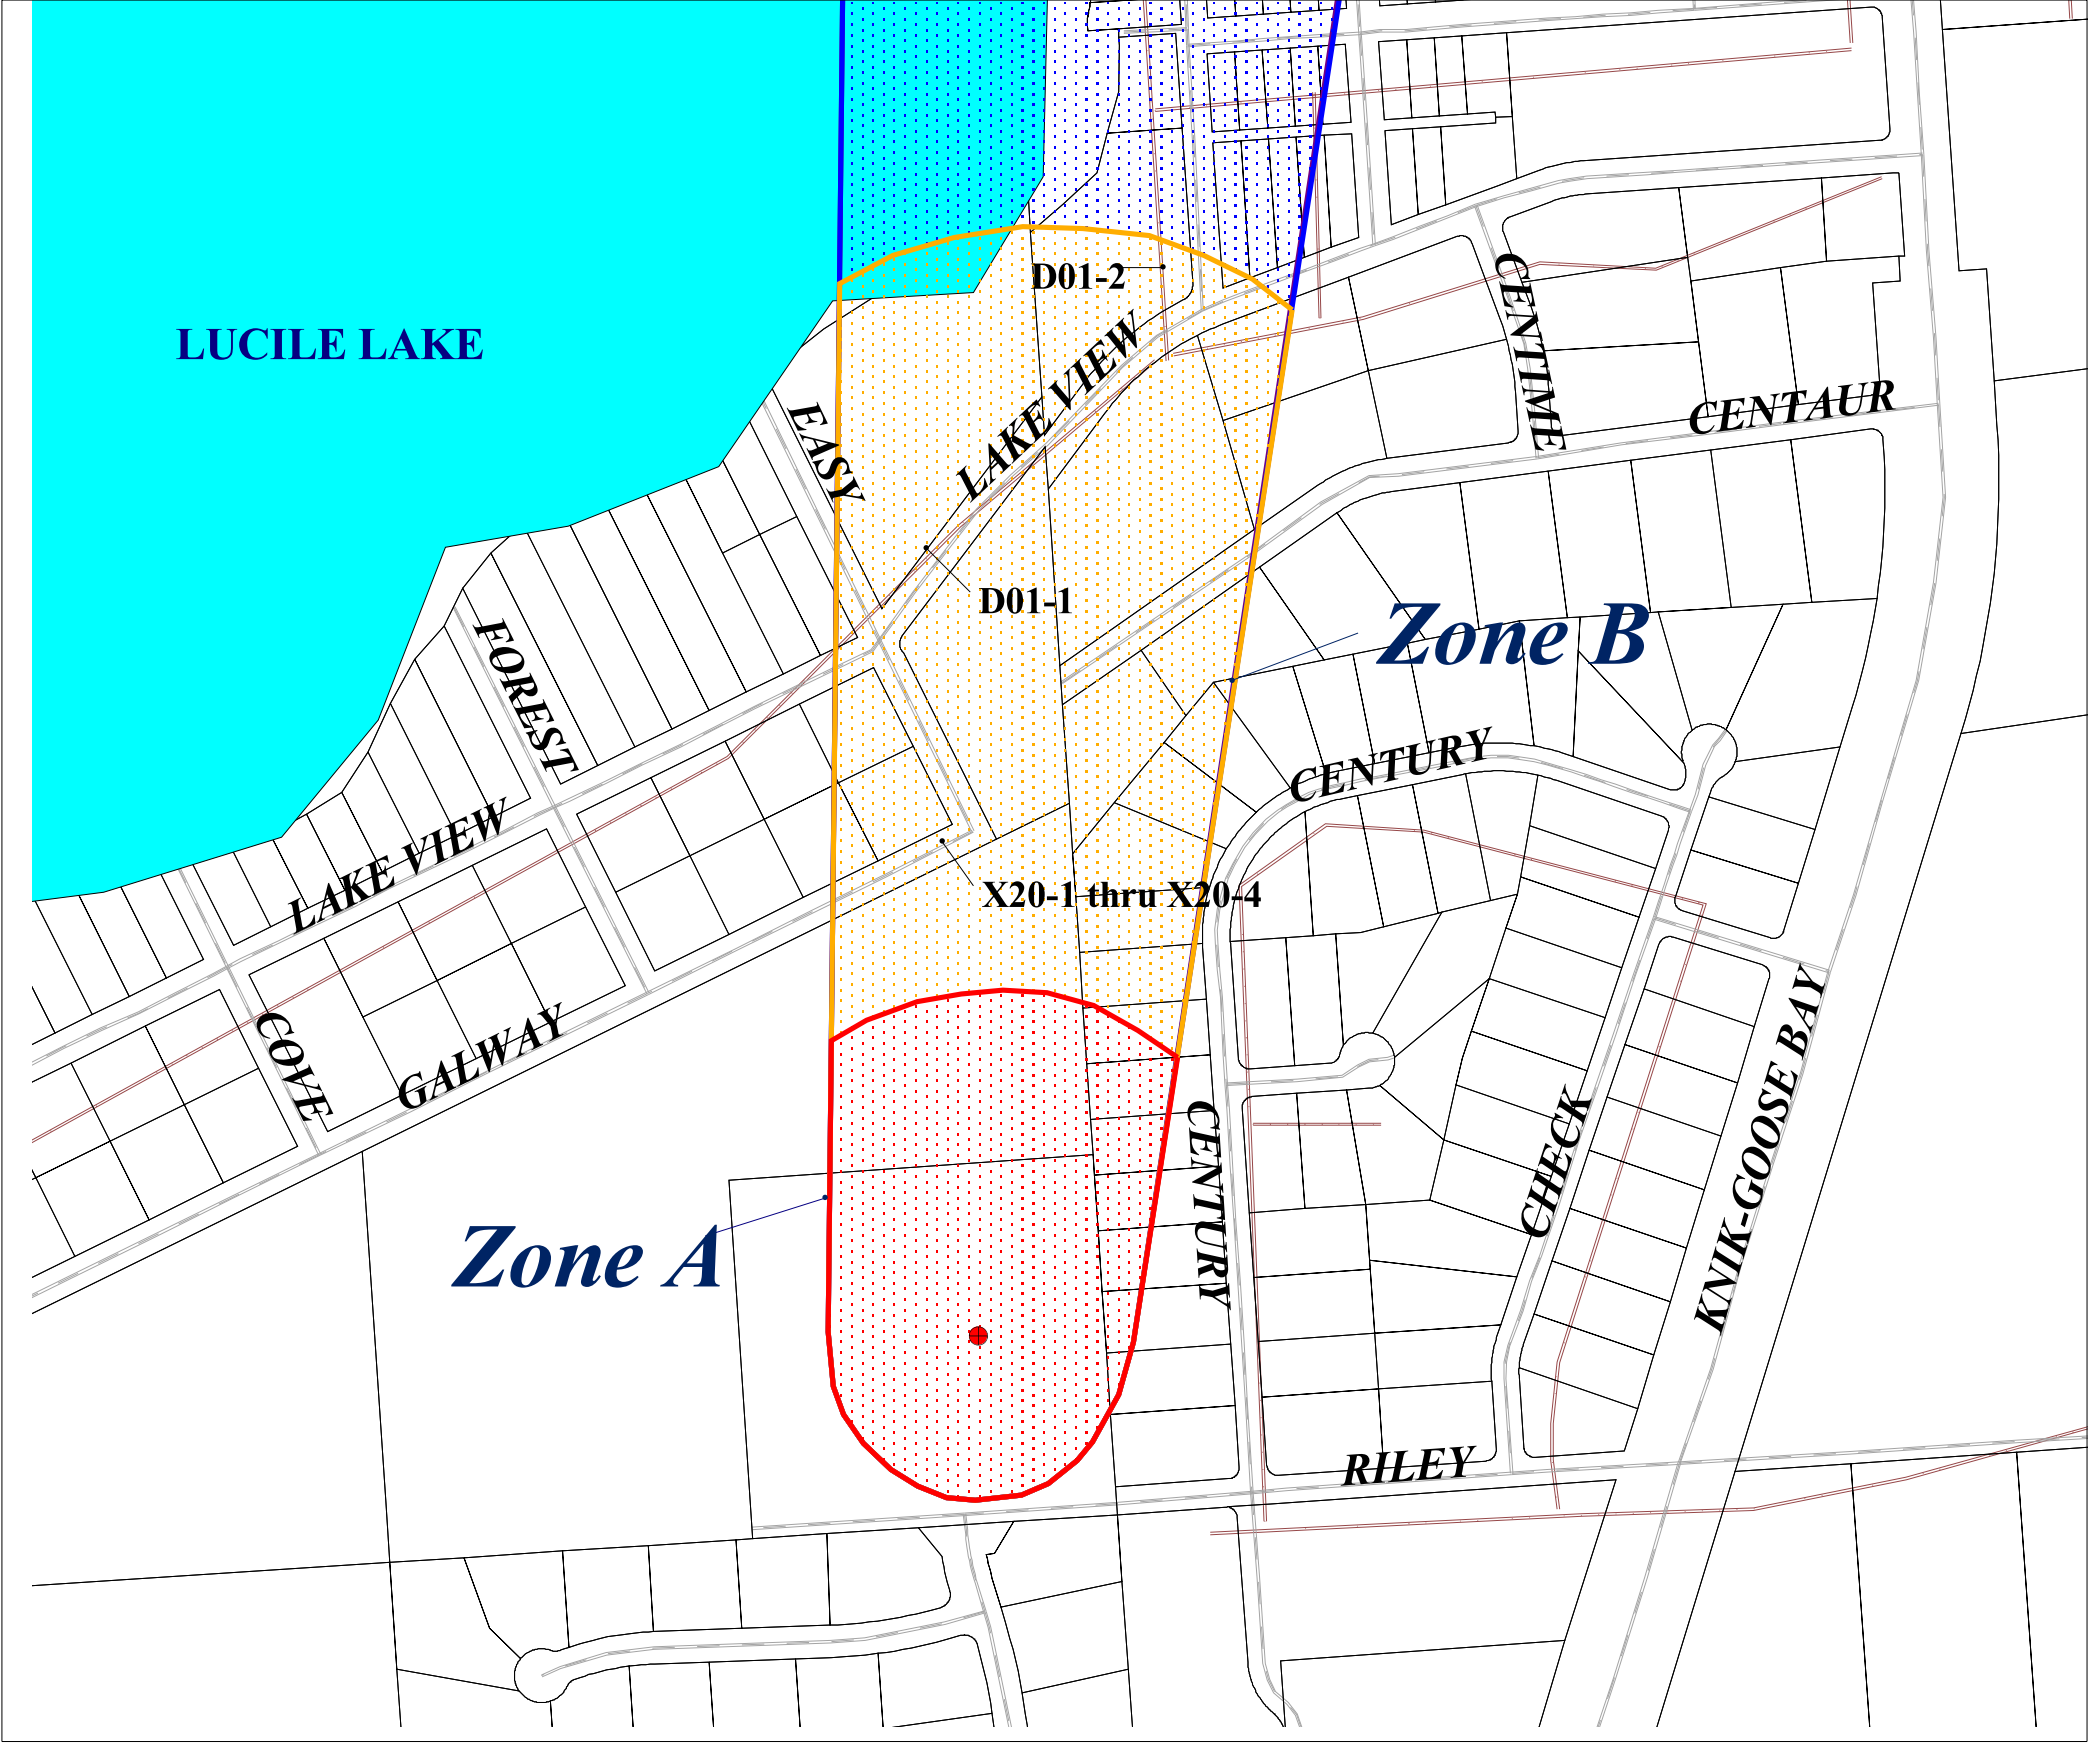 D01-2
LUCILE LAKE
CENTIME
LAKE VIEW
EASY
CENTAUR
D01-1
Zone B
FOREST
CENTURY
LAKE VIEW
X20-1 thru X20-4
COVE
GALWAY
KNIK-GOOSE BAY
CENTURY
CHECK
Zone A
RILEY